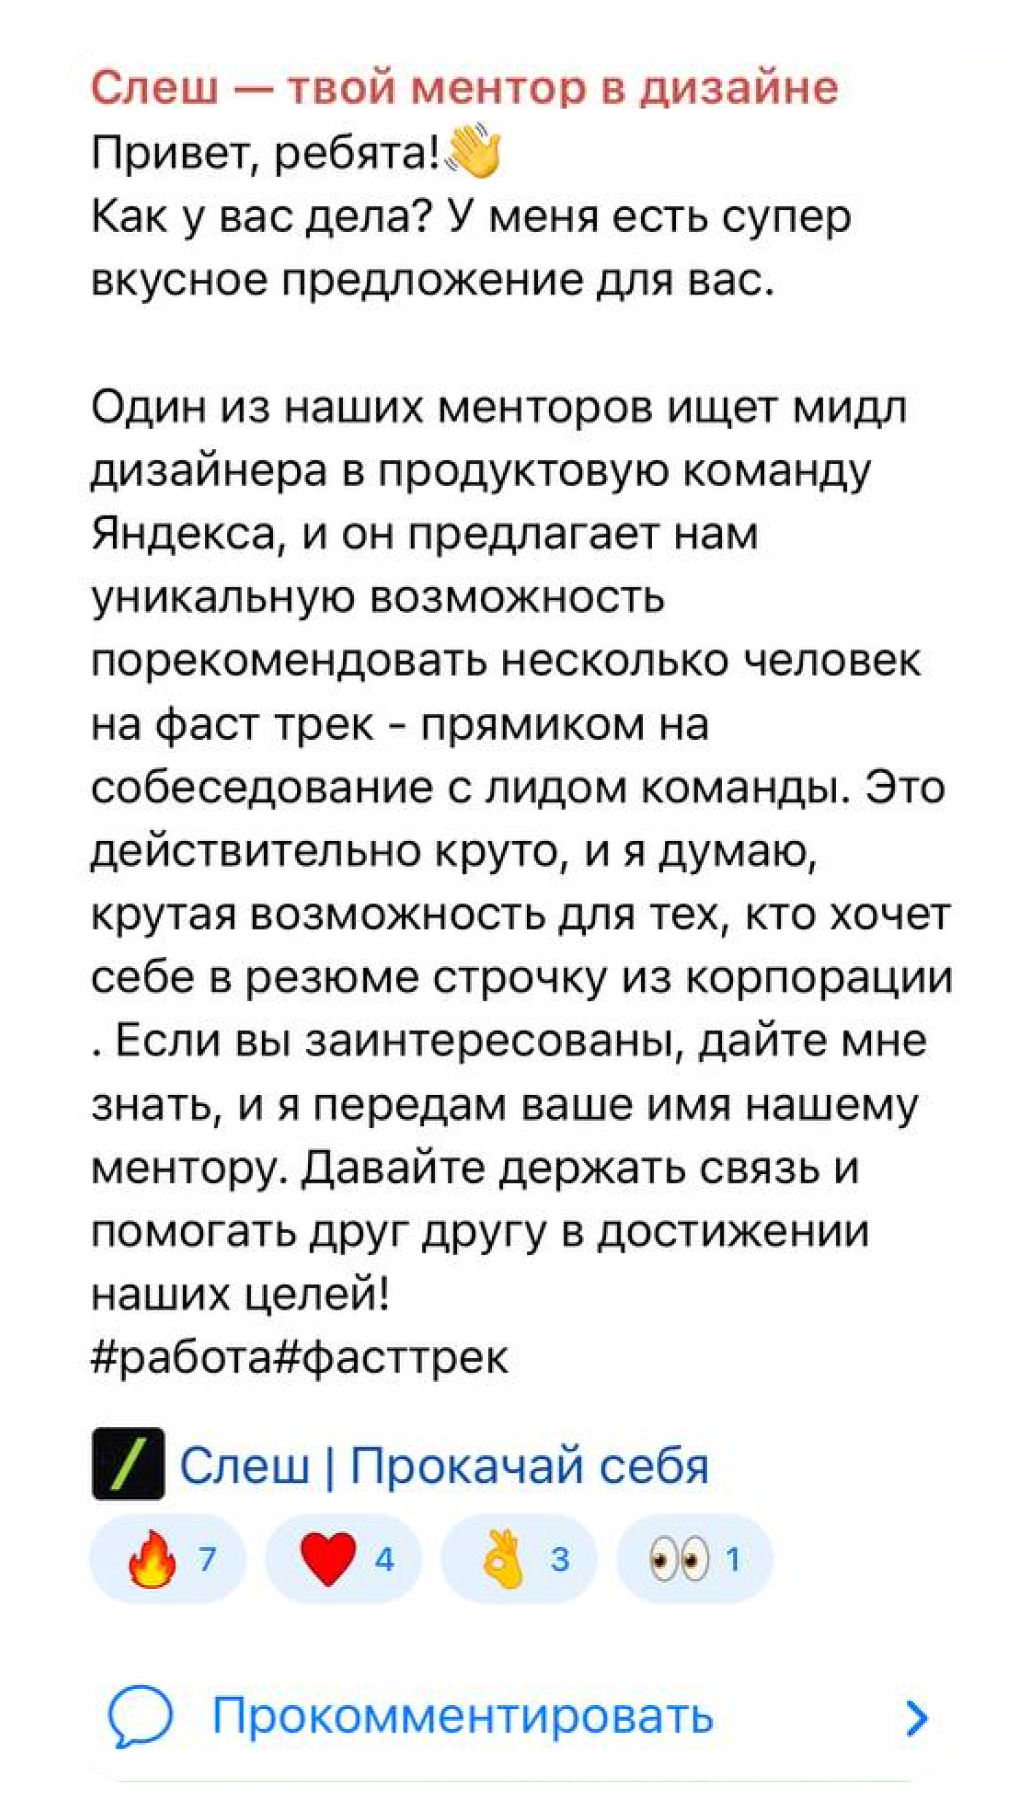 Слеш — твой ментор в дизайне
Привет, ребята!👋
Как у вас дела? У меня есть супер
вкусное предложение для вас.
Один из наших менторов ищет мидл
дизайнера в продуктовую команду
Яндекса, и он предлагает нам
уникальную возможность
порекомендовать несколько человек
на фаст трек - прямиком на
собеседование с лидом команды. Это
действительно круто, и я думаю,
крутая возможность для тех, кто хочет
себе в резюме строчку из корпорации
. Если вы заинтересованы, дайте мне
знать, и я передам ваше имя нашему
ментору. Давайте держать связь и
помогать друг другу в достижении
наших целей!
#работа#фасттрек
Слеш | Прокачай себя
🔥 7 ❤️ 4 👌 3 👀 1
Прокомментировать